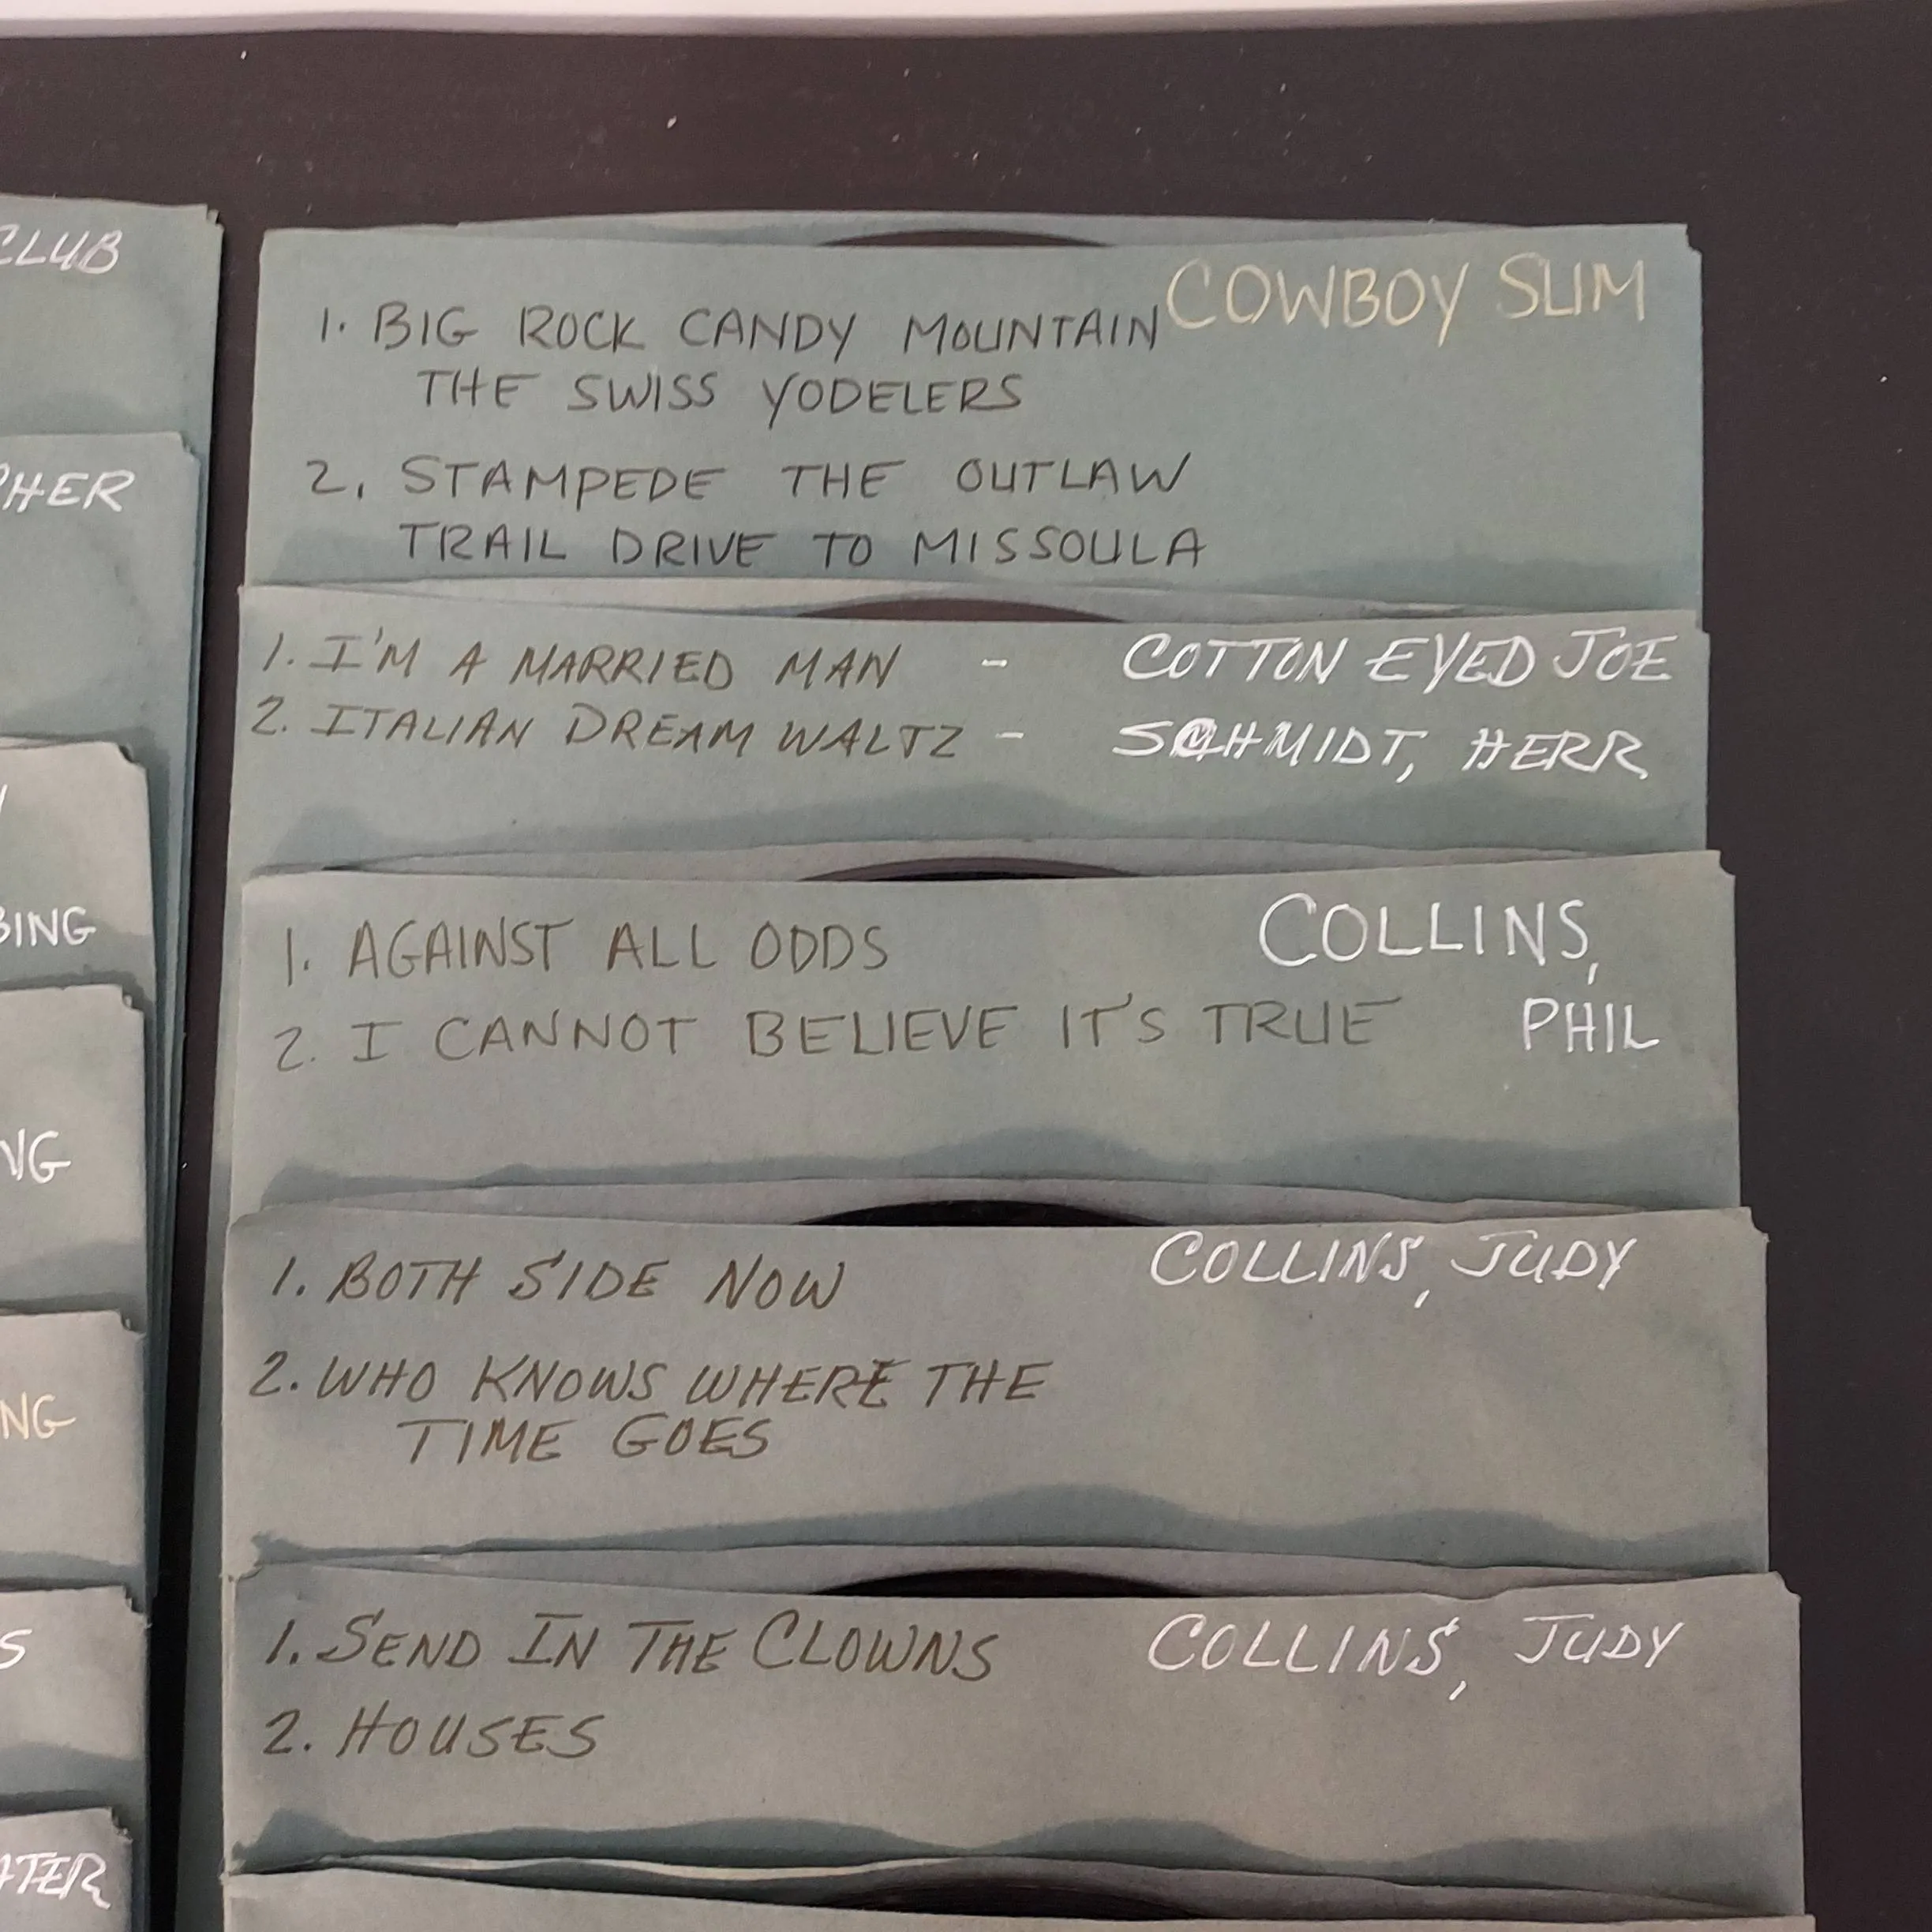 CLUB
PHER
BING
NG
NG
S
ATER
COWBOY SLIM
1. BIG ROCK CANDY MOUNTAIN
THE SWISS YODELERS
2. STAMPEDE THE OUTLAW
TRAIL DRIVE TO MISSOULA
1. I'M A MARRIED MAN - COTTON EYED JOE
2. ITALIAN DREAM WALTZ - SCHMIDT, HERR
1. AGAINST ALL ODDS COLLINS,
2. I CANNOT BELIEVE IT'S TRUE PHIL
1. BOTH SIDE NOW COLLINS, JUDY
2. WHO KNOWS WHERE THE
TIME GOES
1. SEND IN THE CLOWNS COLLINS, JUDY
2. HOUSES